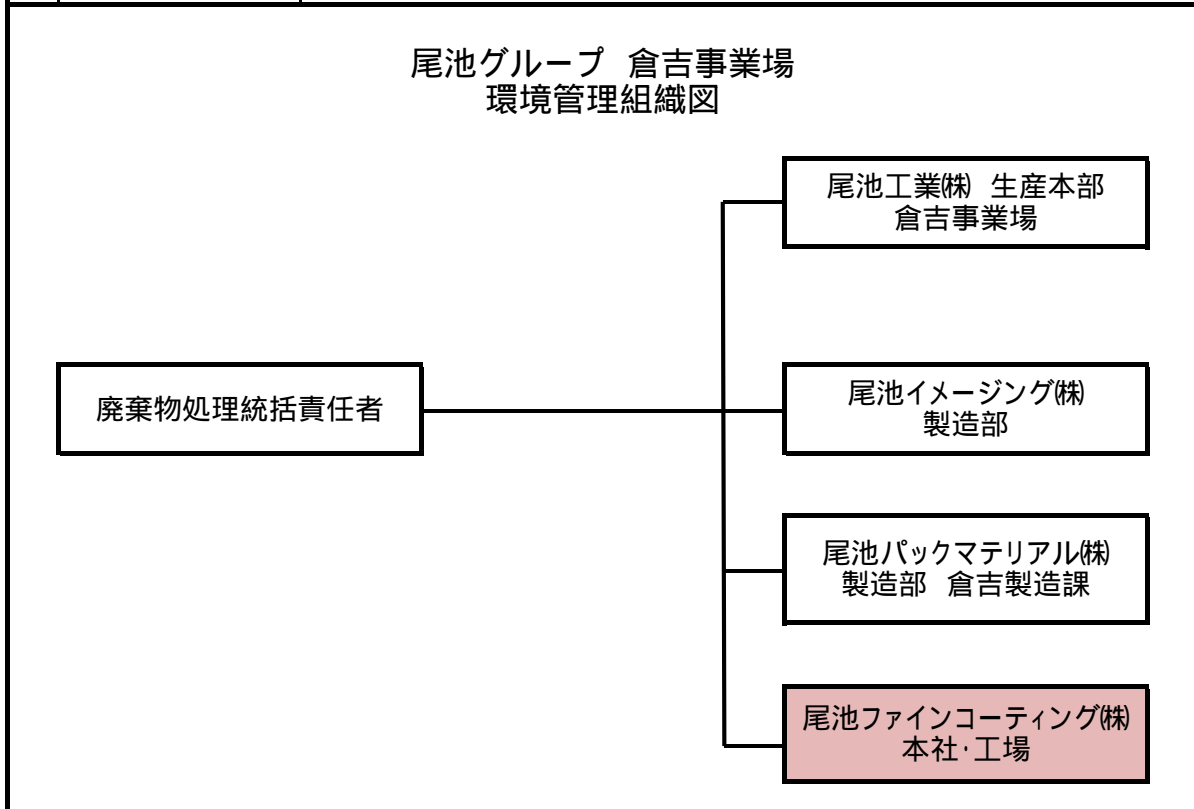 尾池グループ 倉吉事業場
環境管理組織図
尾池工業㈱ 生産本部
倉吉事業場
廃棄物処理統括責任者
尾池イメージング㈱
製造部
尾池パックマテリアル㈱
製造部 倉吉製造課
尾池ファインコーティング㈱
本社・工場